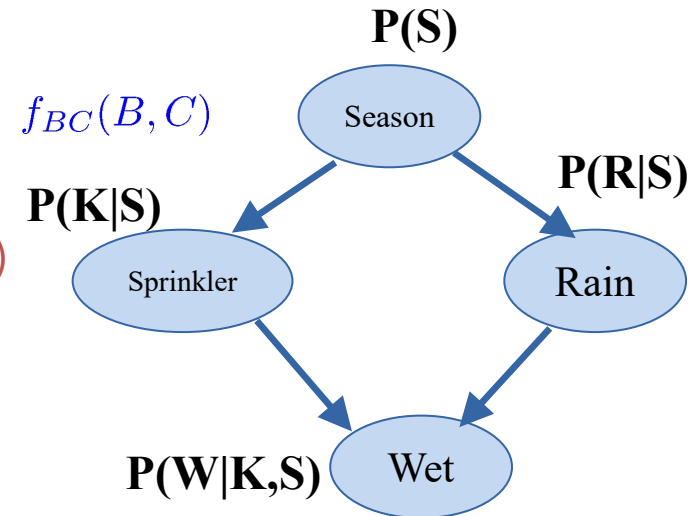 P(S)
f_{BC}(B, C)
Season
P(R|S)
P(K|S)
Sprinkler
Rain
P(W|K,S)
Wet